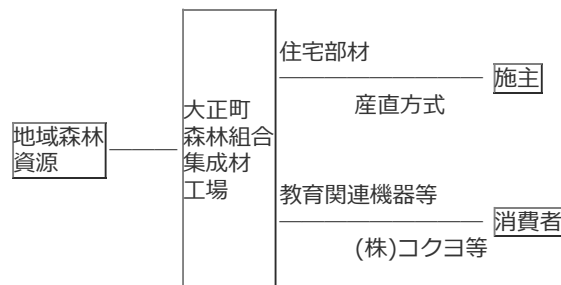 地域森林
資源
大正町
森林組合
集成材
工場
住宅部材
産直方式
施主
教育関連機器等
(株)コクヨ等
消費者